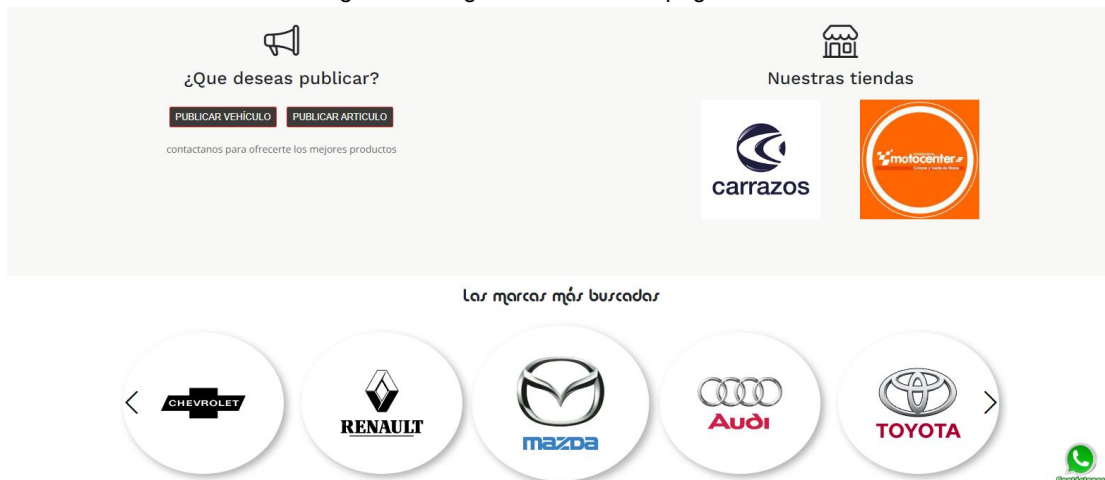 ¿Que deseas publicar?
PUBLICAR VEHÍCULO PUBLICAR ARTICULO
contactanos para ofrecerte los mejores productos
Nuestras tiendas
carrazos
motocenter
Las marcas más buscadas
CHEVROLET
RENAULT
mazda
Audi
TOYOTA